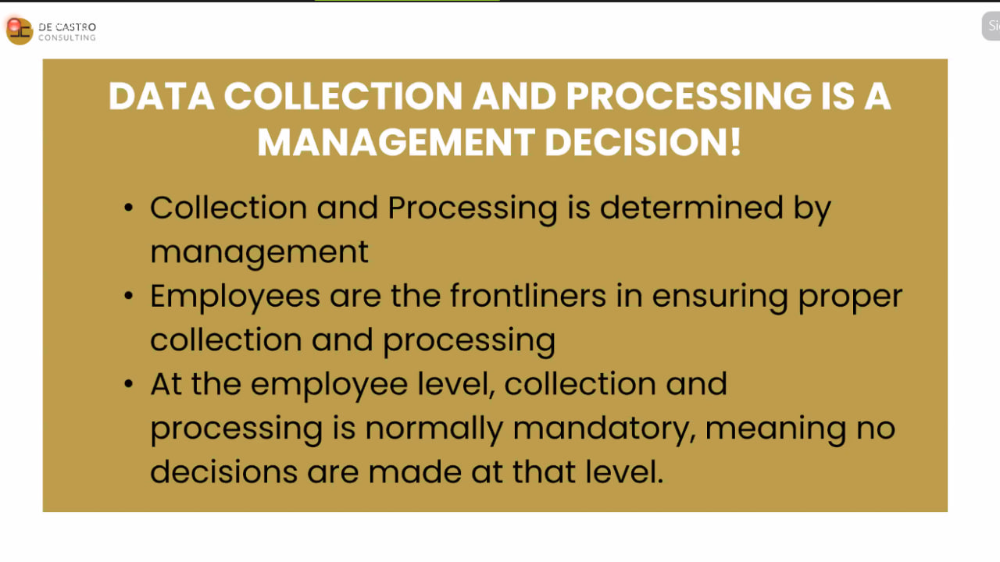 DE CASTRO
CONSULTING
DATA COLLECTION AND PROCESSING IS A
MANAGEMENT DECISION!
• Collection and Processing is determined by
management
• Employees are the frontliners in ensuring proper
collection and processing
• At the employee level, collection and
processing is normally mandatory, meaning no
decisions are made at that level.